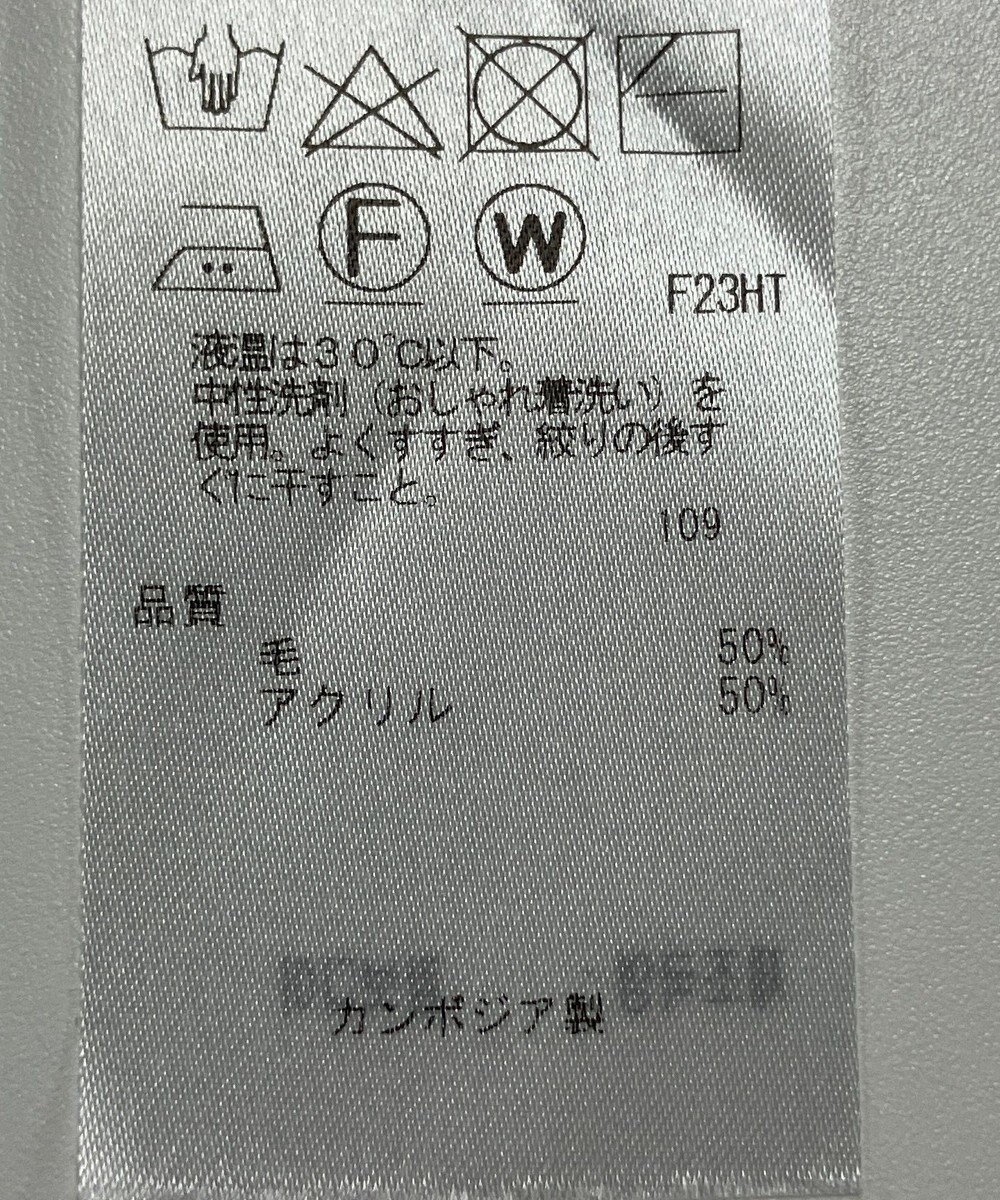 F
W
F23HT
液温は30℃以下。
中性洗剤（おしゃれ着洗い）を
使用。よくすすぎ、絞りの後す
ぐに干すこと。
109
品質
毛 50%
アクリル 50%
カンボジア製